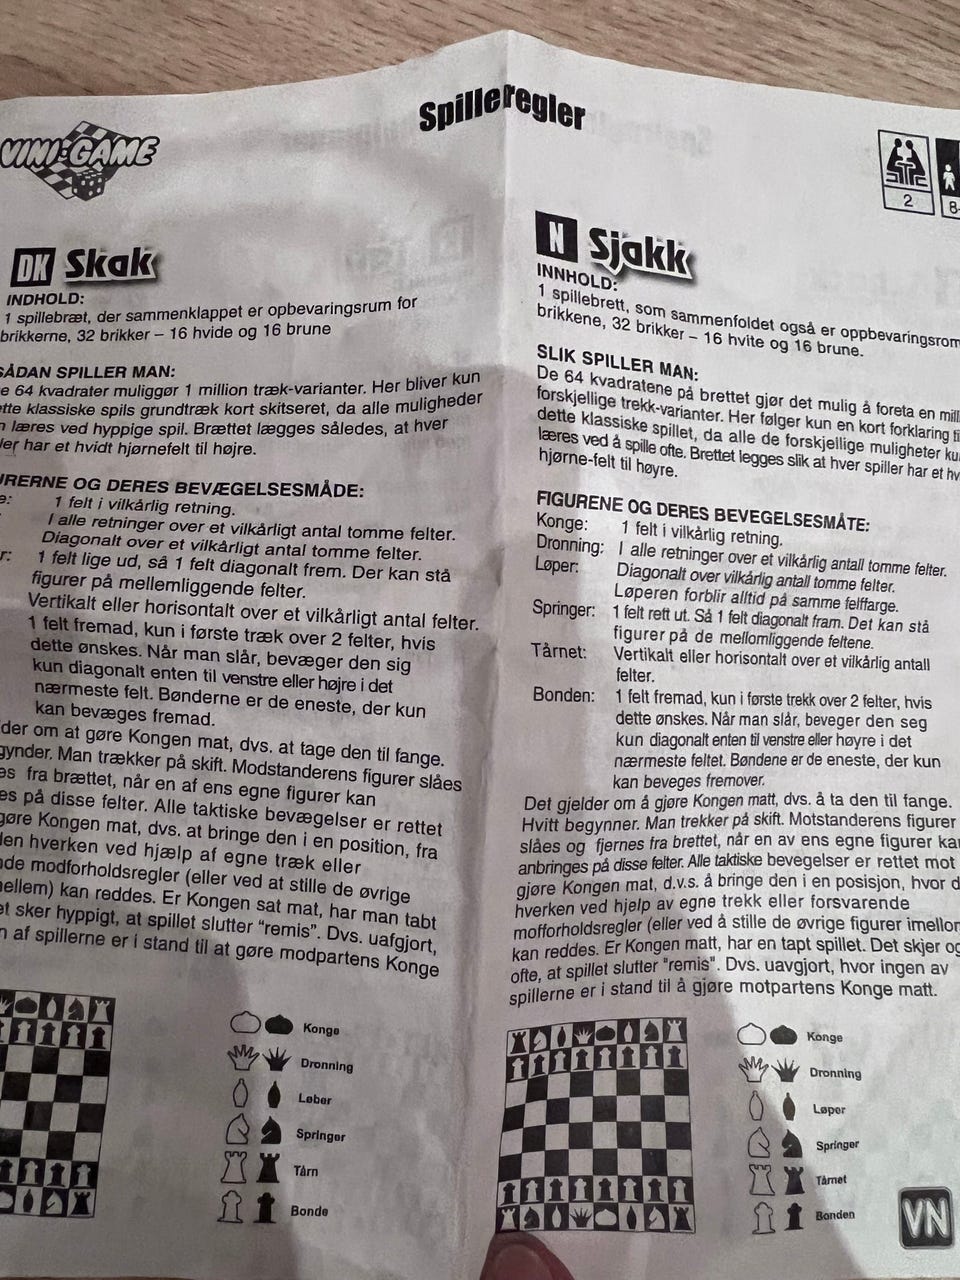 Spilleregler
VINI-GAME
2
8-
DK Skak
INDHOLD:
1 spillebræt, der sammenklappet er opbevaringsrum for
brikkerne, 32 brikker – 16 hvide og 16 brune
SÅDAN SPILLER MAN:
e 64 kvadrater muliggør 1 million træk-varianter. Her bliver kun
ette klassiske spils grundtræk kort skitseret, da alle muligheder
n læres ved hyppige spil. Brættet lægges således, at hver
ler har et hvidt hjørnefelt til højre.
URERNE OG DERES BEVÆGELSESMÅDE:
e: 1 felt i vilkårlig retning.
I alle retninger over et vilkårligt antal tomme felter.
Diagonalt over et vilkårligt antal tomme felter.
r: 1 felt lige ud, så 1 felt diagonalt frem. Der kan stå
figurer på mellemliggende felter.
Vertikalt eller horisontalt over et vilkårligt antal felter.
1 felt fremad, kun i første træk over 2 felter, hvis
dette ønskes. Når man slår, bevæger den sig
kun diagonalt enten til venstre eller højre i det
nærmeste felt. Bønderne er de eneste, der kun
kan bevæges fremad.
lder om at gøre Kongen mat, dvs. at tage den til fange.
gynder. Man trækker på skift. Modstanderens figurer slåes
es fra brættet, når en af ens egne figurer kan
es på disse felter. Alle taktiske bevægelser er rettet
gøre Kongen mat, dvs. at bringe den i en position, fra
den hverken ved hjælp af egne træk eller
nde modforholdsregler (eller ved at stille de øvrige
mellem) kan reddes. Er Kongen sat mat, har man tabt
et sker hyppigt, at spillet slutter "remis". Dvs. uafgjort,
n af spillerne er i stand til at gøre modpartens Konge
Konge
Dronning
Løber
Springer
Tårn
Bonde
N Sjakk
INNHOLD:
1 spillebrett, som sammenfoldet også er oppbevaringsrom
brikkene, 32 brikker – 16 hvite og 16 brune.
SLIK SPILLER MAN:
De 64 kvadratene på brettet gjør det mulig å foreta en mill
forskjellige trekk-varianter. Her følger kun en kort forklaring ti
dette klassiske spillet, da alle de forskjellige muligheter ku
læres ved å spille ofte. Brettet legges slik at hver spiller har et hv
hjørne-felt til høyre.
FIGURENE OG DERES BEVEGELSESMÅTE:
Konge: 1 felt i vilkårlig retning.
Dronning: I alle retninger over et vilkårlig antall tomme felter.
Løper: Diagonalt over vilkårlig antall tomme felter.
Løperen forblir alltid på samme feltfarge.
Springer: 1 felt rett ut. Så 1 felt diagonalt fram. Det kan stå
figurer på de mellomliggende feltene.
Tårnet: Vertikalt eller horisontalt over et vilkårlig antall
felter.
Bonden: 1 felt fremad, kun i første trekk over 2 felter, hvis
dette ønskes. Når man slår, beveger den seg
kun diagonalt enten til venstre eller høyre i det
nærmeste feltet. Bøndene er de eneste, der kun
kan beveges fremover.
Det gjelder om å gjøre Kongen matt, dvs. å ta den til fange.
Hvitt begynner. Man trekker på skift. Motstanderens figurer
slåes og fjernes fra brettet, når en av ens egne figurer ka
anbringes på disse felter. Alle taktiske bevegelser er rettet mot
gjøre Kongen mat, d.v.s. å bringe den i en posisjon, hvor d
hverken ved hjelp av egne trekk eller forsvarende
mofforholdsregler (eller ved å stille de øvrige figurer imellon
kan reddes. Er Kongen matt, har en tapt spillet. Det skjer og
ofte, at spillet slutter "remis". Dvs. uavgjort, hvor ingen av
spillerne er i stand til å gjøre motpartens Konge matt.
Konge
Dronning
Løper
Springer
Tårnet
Bonden
VN